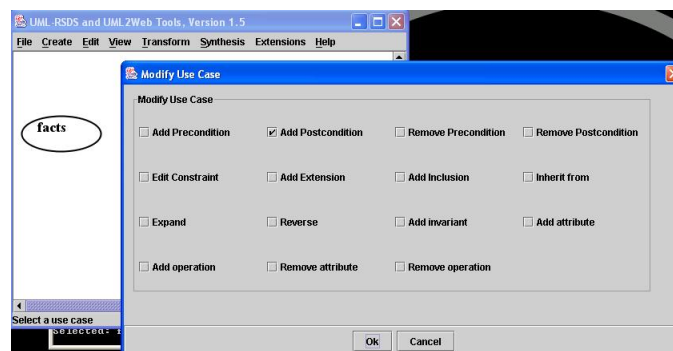 UML-RSDS and UML2Web Tools, Version 1.5
File Create Edit View Transform Synthesis Extensions Help
Modify Use Case
Modify Use Case
facts
Add Precondition Add Postcondition Remove Precondition Remove Postcondition
Edit Constraint Add Extension Add Inclusion Inherit from
Expand Reverse Add invariant Add attribute
Add operation Remove attribute Remove operation
Select a use case
Selected:
Ok Cancel